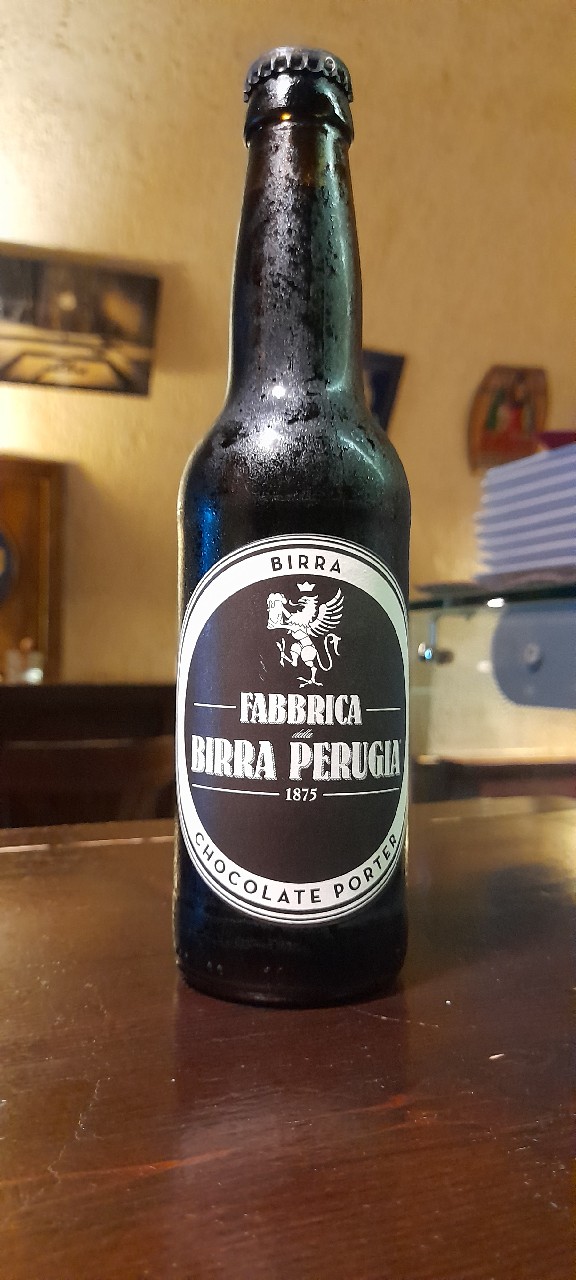 BIRRA
FABBRICA
della
BIRRA PERUGIA
1875
CHOCOLATE PORTER